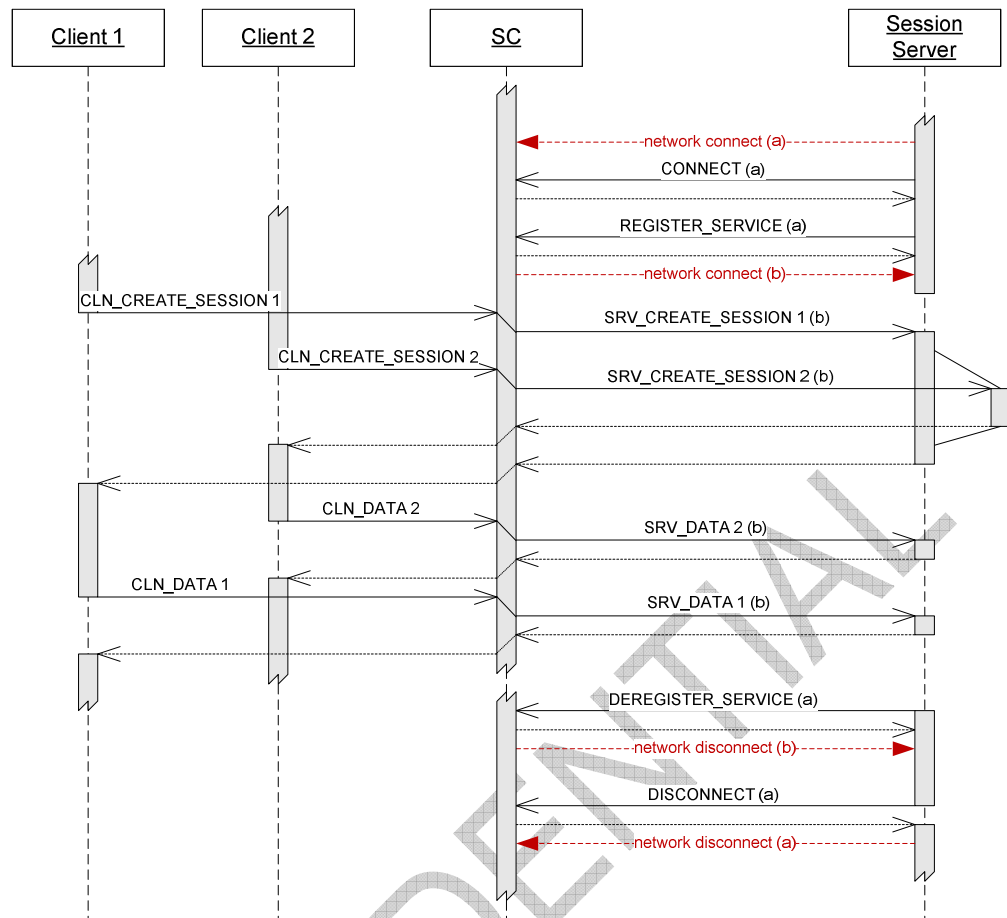 Client 1
Client 2
SC
Session
Server
network connect (a)
CONNECT (a)
REGISTER_SERVICE (a)
network connect (b)
CLN_CREATE_SESSION 1
SRV_CREATE_SESSION 1 (b)
CLN_CREATE_SESSION 2
SRV_CREATE_SESSION 2 (b)
CLN_DATA 2
SRV_DATA 2 (b)
CLN_DATA 1
SRV_DATA 1 (b)
DEREGISTER_SERVICE (a)
network disconnect (b)
DISCONNECT (a)
network disconnect (a)
DENTIAL